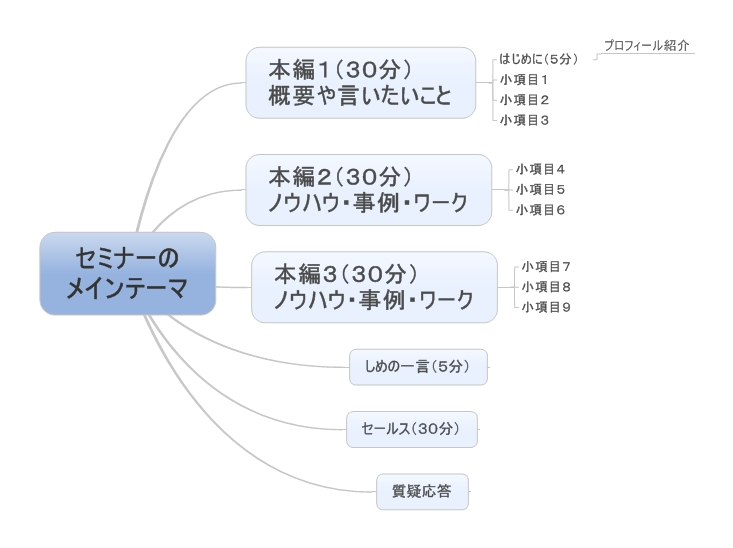 セミナーの
メインテーマ
本編１（３０分）
概要や言いたいこと
はじめに（５分）
プロフィール紹介
小項目１
小項目２
小項目３
本編２（３０分）
ノウハウ・事例・ワーク
小項目４
小項目５
小項目６
本編３（３０分）
ノウハウ・事例・ワーク
小項目７
小項目８
小項目９
しめの一言（５分）
セールス（３０分）
質疑応答